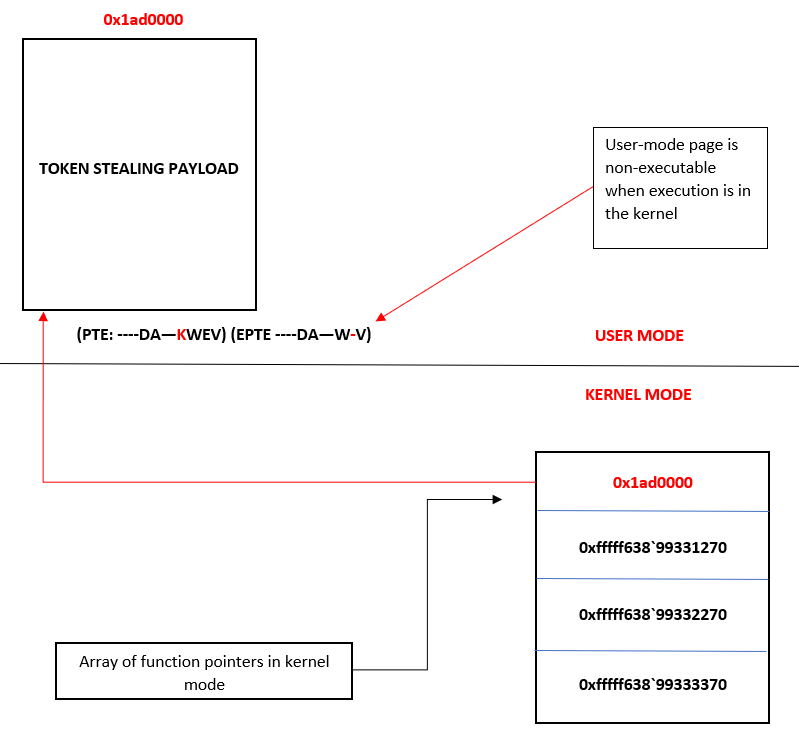 0x1ad0000
TOKEN STEALING PAYLOAD
User-mode page is
non-executable
when execution is in
the kernel
(PTE: ----DA—KWEV) (EPTE ----DA—W-V)
USER MODE
KERNEL MODE
0x1ad0000
0xfffff638`99331270
0xfffff638`99332270
0xfffff638`99333370
Array of function pointers in kernel
mode